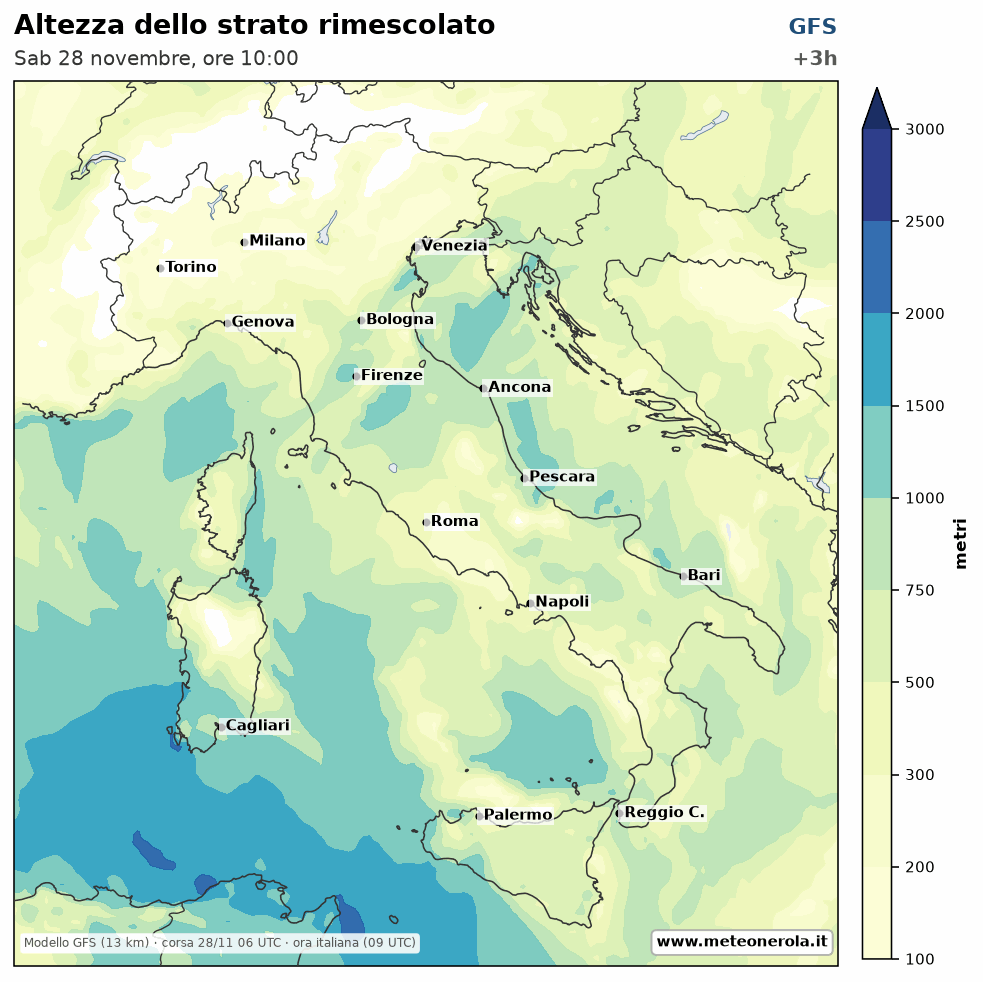 Altezza dello strato rimescolato
GFS
Sab 28 novembre, ore 10:00
+3h
3000
2500
2000
1500
1000
750
500
300
200
100
metri
Milano
Venezia
Torino
Genova
Bologna
Firenze
Ancona
Pescara
Roma
Bari
Napoli
Cagliari
Palermo
Reggio C.
Modello GFS (13 km) · corsa 28/11 06 UTC · ora italiana (09 UTC)
www.meteonerola.it